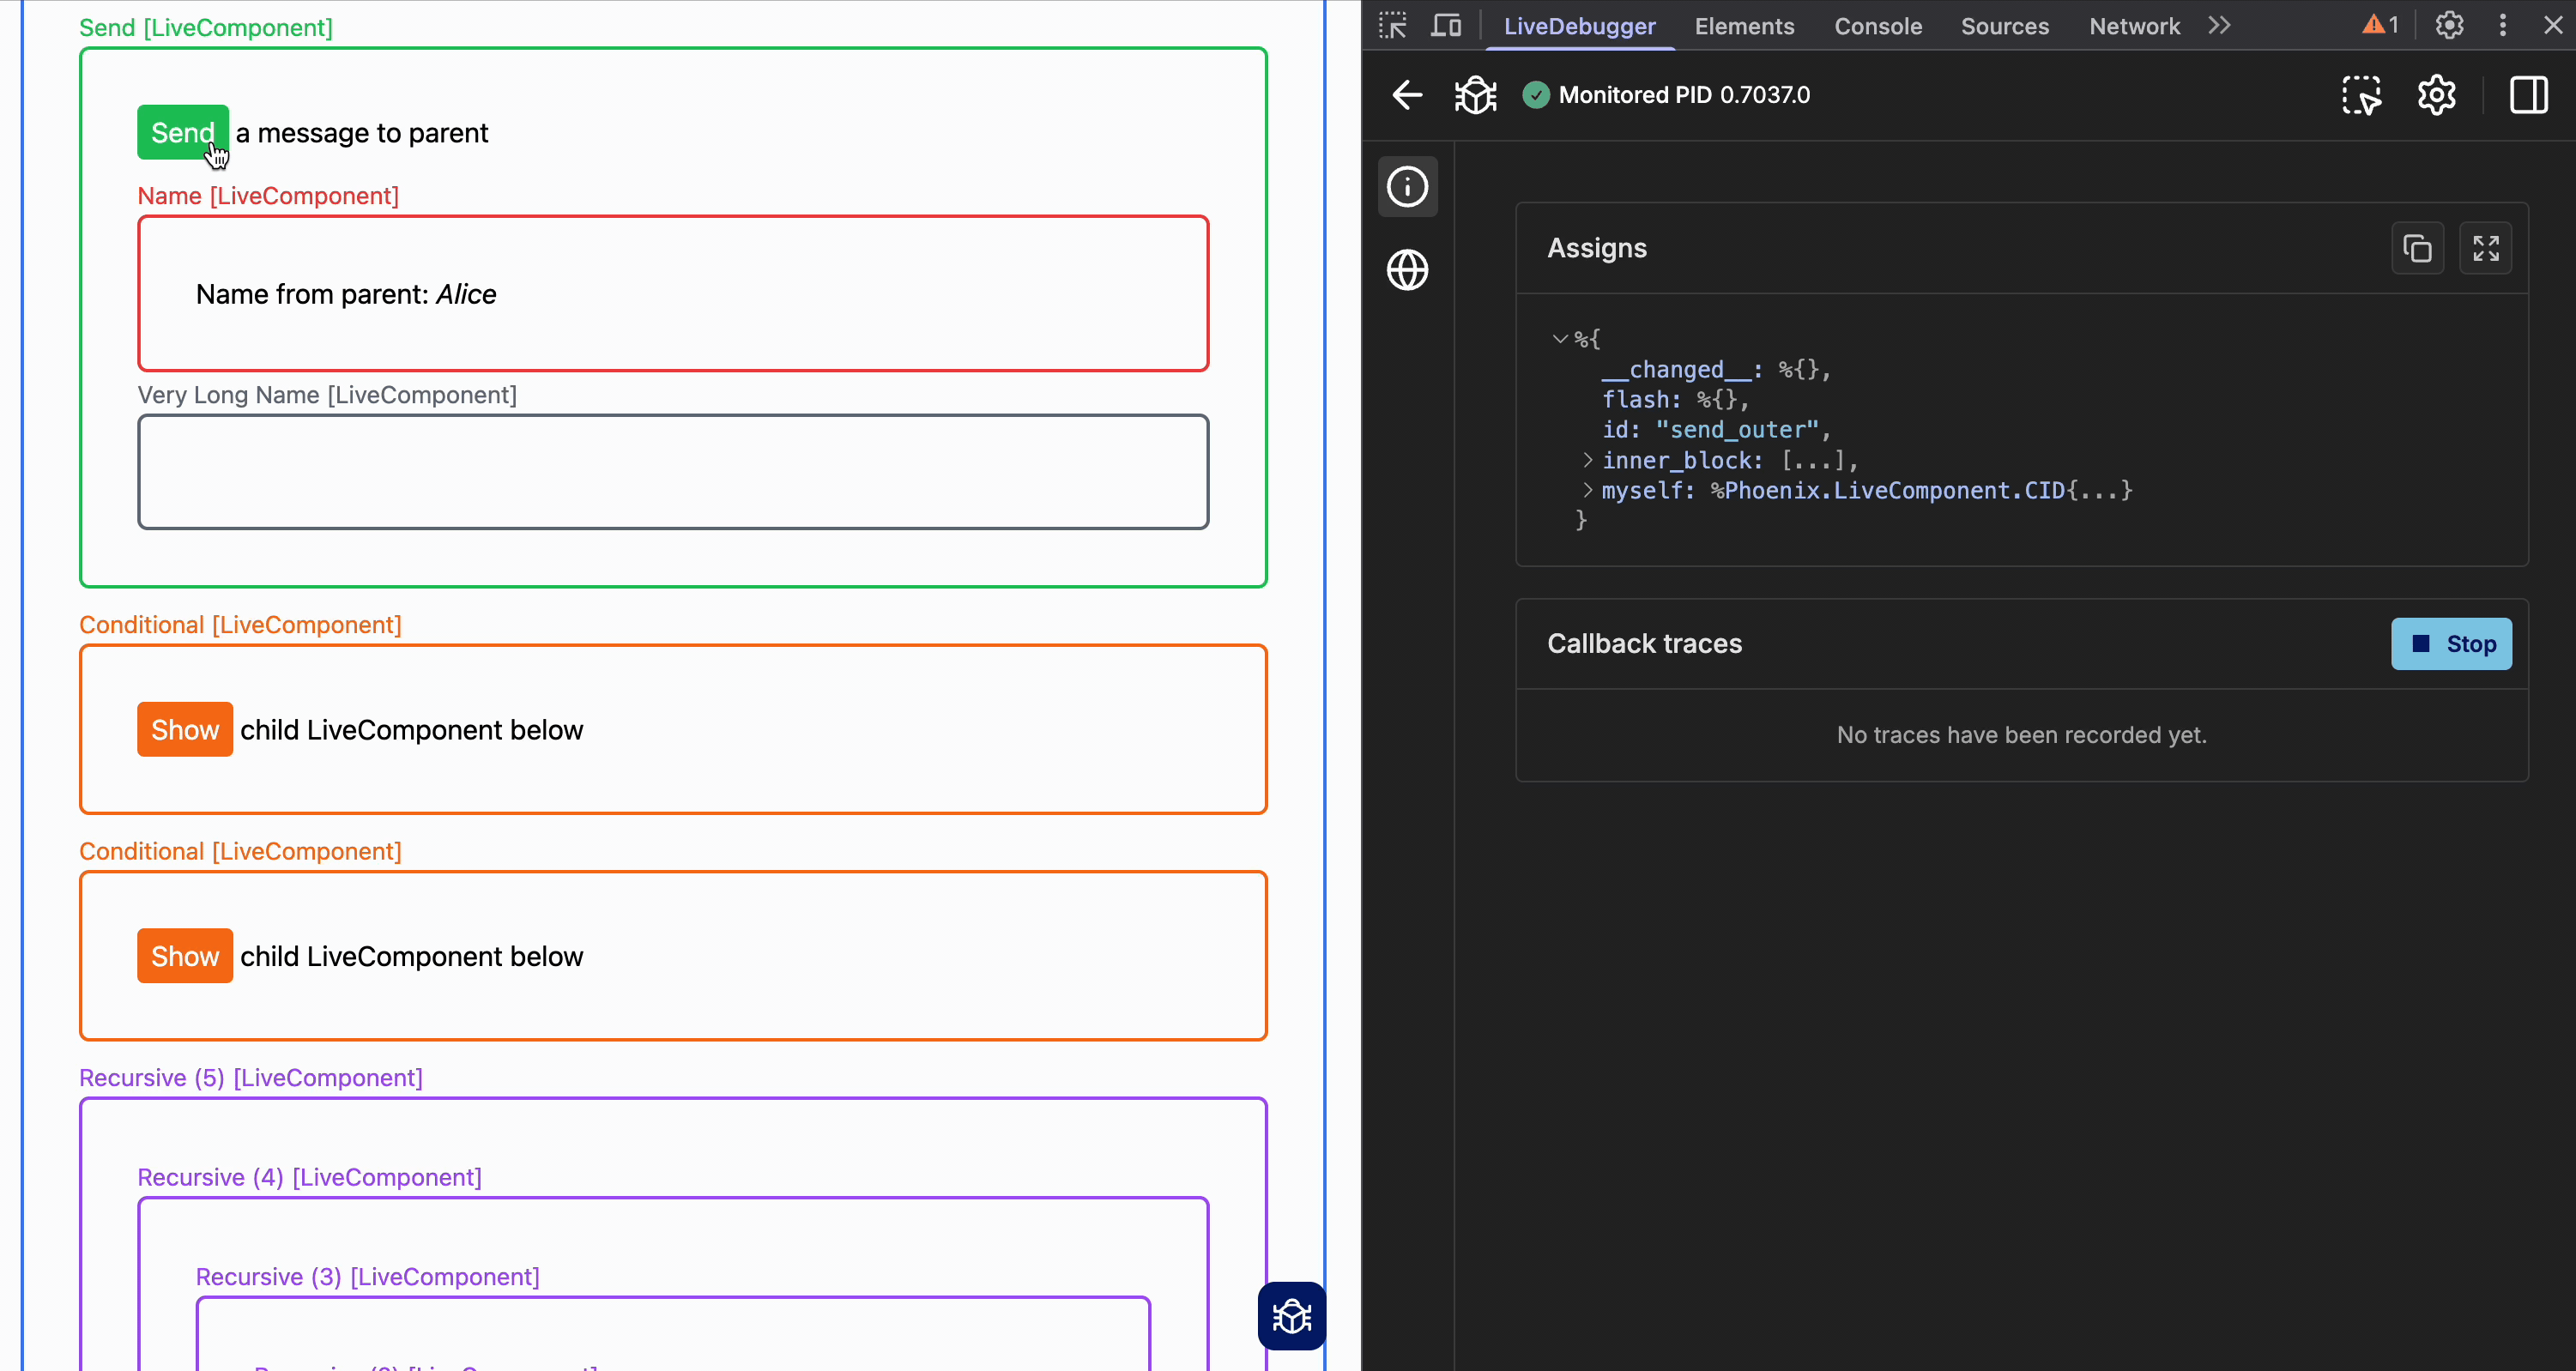 Send [LiveComponent]
Send a message to parent
Name [LiveComponent]
Name from parent: Alice
Very Long Name [LiveComponent]
Conditional [LiveComponent]
Show child LiveComponent below
Conditional [LiveComponent]
Show child LiveComponent below
Recursive (5) [LiveComponent]
Recursive (4) [LiveComponent]
Recursive (3) [LiveComponent]
LiveDebugger Elements Console Sources Network 1
Monitored PID 0.7037.0
Assigns
%{
__changed__: %{},
flash: %{},
id: "send_outer",
inner_block: [...],
myself: %Phoenix.LiveComponent.CID{...}
}
Callback traces
Stop
No traces have been recorded yet.